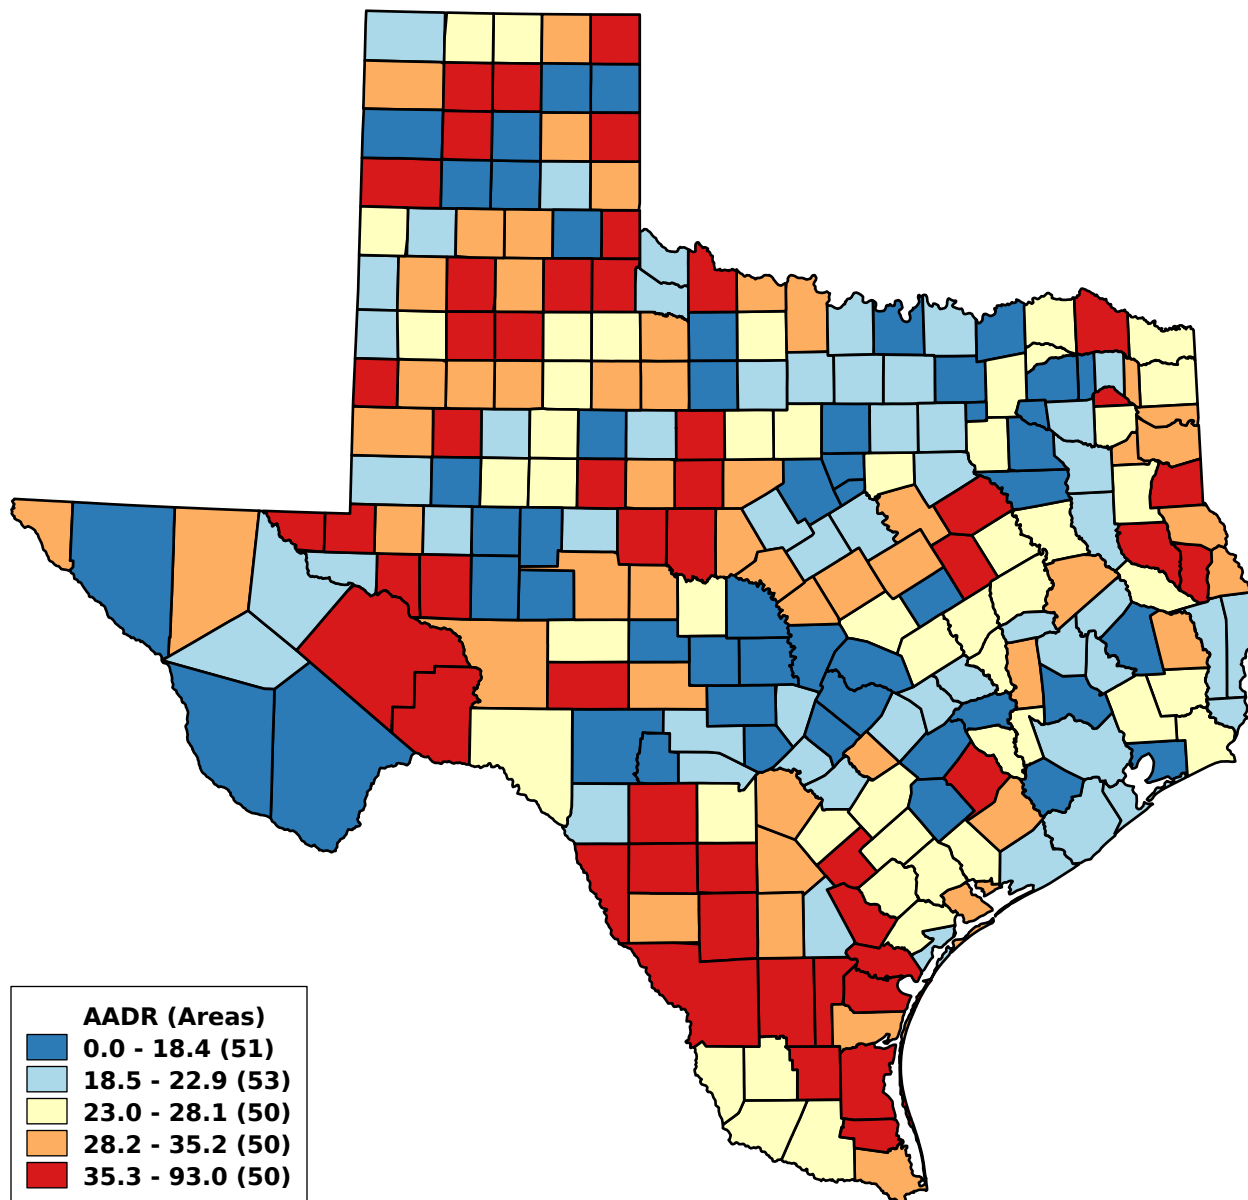 AADR (Areas)
0.0 - 18.4 (51)
18.5 - 22.9 (53)
23.0 - 28.1 (50)
28.2 - 35.2 (50)
35.3 - 93.0 (50)